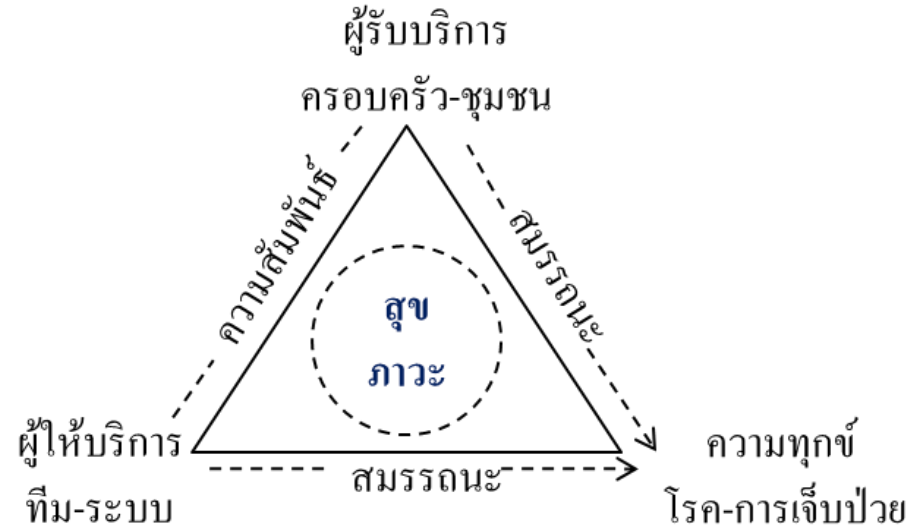 ผู้รับบริการ
ครอบครัว-ชุมชน
ความสัมพันธ์
สมรรถนะ
สุข
ภาวะ
ผู้ให้บริการ
ทีม-ระบบ
สมรรถนะ
ความทุกข์
โรค-การเจ็บป่วย